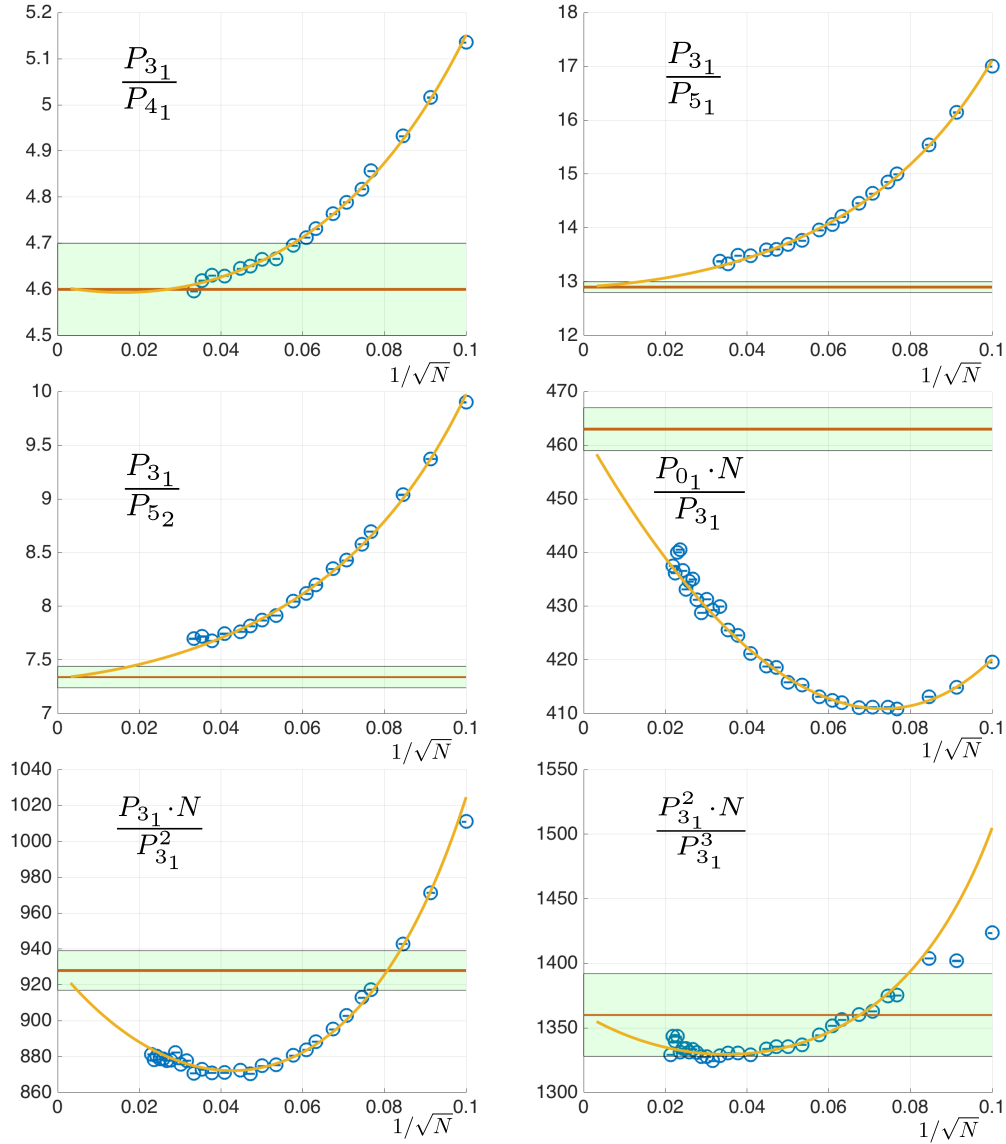 5.2
5.1
5
4.9
4.8
4.7
4.6
4.5
P_{3_1}
P_{4_1}
0 0.02 0.04 0.06 0.08 0.1
1/√N
18
17
16
15
14
13
12
P_{3_1}
P_{5_1}
0 0.02 0.04 0.06 0.08 0.1
1/√N
10
9.5
9
8.5
8
7.5
7
P_{3_1}
P_{5_2}
0 0.02 0.04 0.06 0.08 0.1
1/√N
470
460
450
440
430
420
410
P_{0_1}·N
P_{3_1}
0 0.02 0.04 0.06 0.08 0.1
1/√N
1040
1020
1000
980
960
940
920
900
880
860
P_{3_1}·N
P_{3_1}^2
0 0.02 0.04 0.06 0.08 0.1
1/√N
1550
1500
1450
1400
1350
1300
P_{3_1}^2·N
P_{3_1}^3
0 0.02 0.04 0.06 0.08 0.1
1/√N